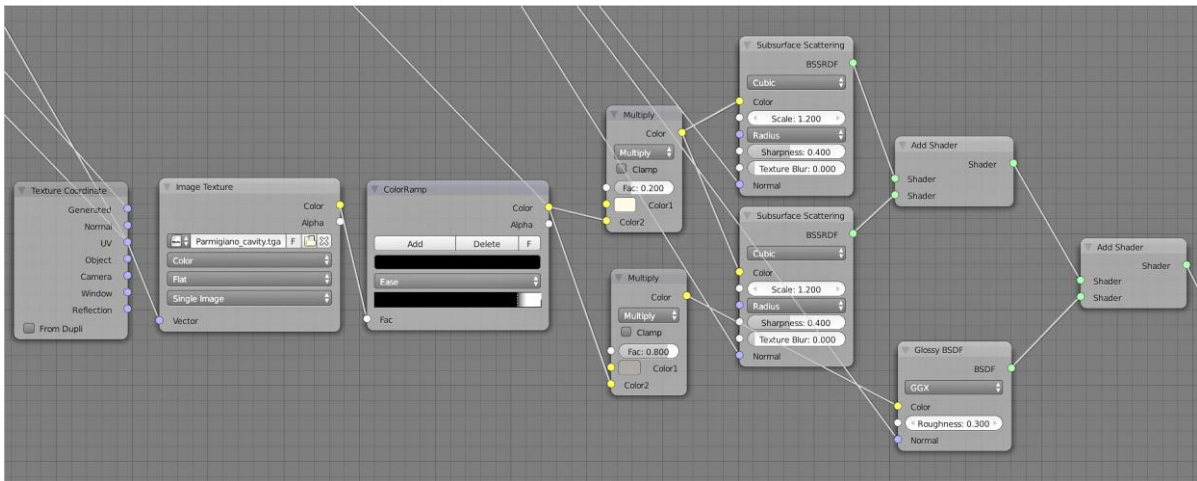 Texture Coordinate
Generated
Normal
UV
Object
Camera
Window
Reflection
From Dupli
Image Texture
Color
Alpha
Parmigiano_cavity.tga F
Color
Flat
Single Image
Vector
ColorRamp
Color
Alpha
Add Delete F
Ease
Fac
Multiply
Color
Multiply
Clamp
Fac: 0.200
Color1
Color2
Multiply
Color
Multiply
Clamp
Fac: 0.800
Color1
Color2
Subsurface Scattering
BSSRDF
Cubic
Color
Scale: 1.200
Radius
Sharpness: 0.400
Texture Blur: 0.000
Normal
Subsurface Scattering
BSSRDF
Cubic
Color
Scale: 1.200
Radius
Sharpness: 0.400
Texture Blur: 0.000
Normal
Add Shader
Shader
Shader
Shader
Glossy BSDF
BSDF
GGX
Color
Roughness: 0.300
Normal
Add Shader
Shader
Shader
Shader